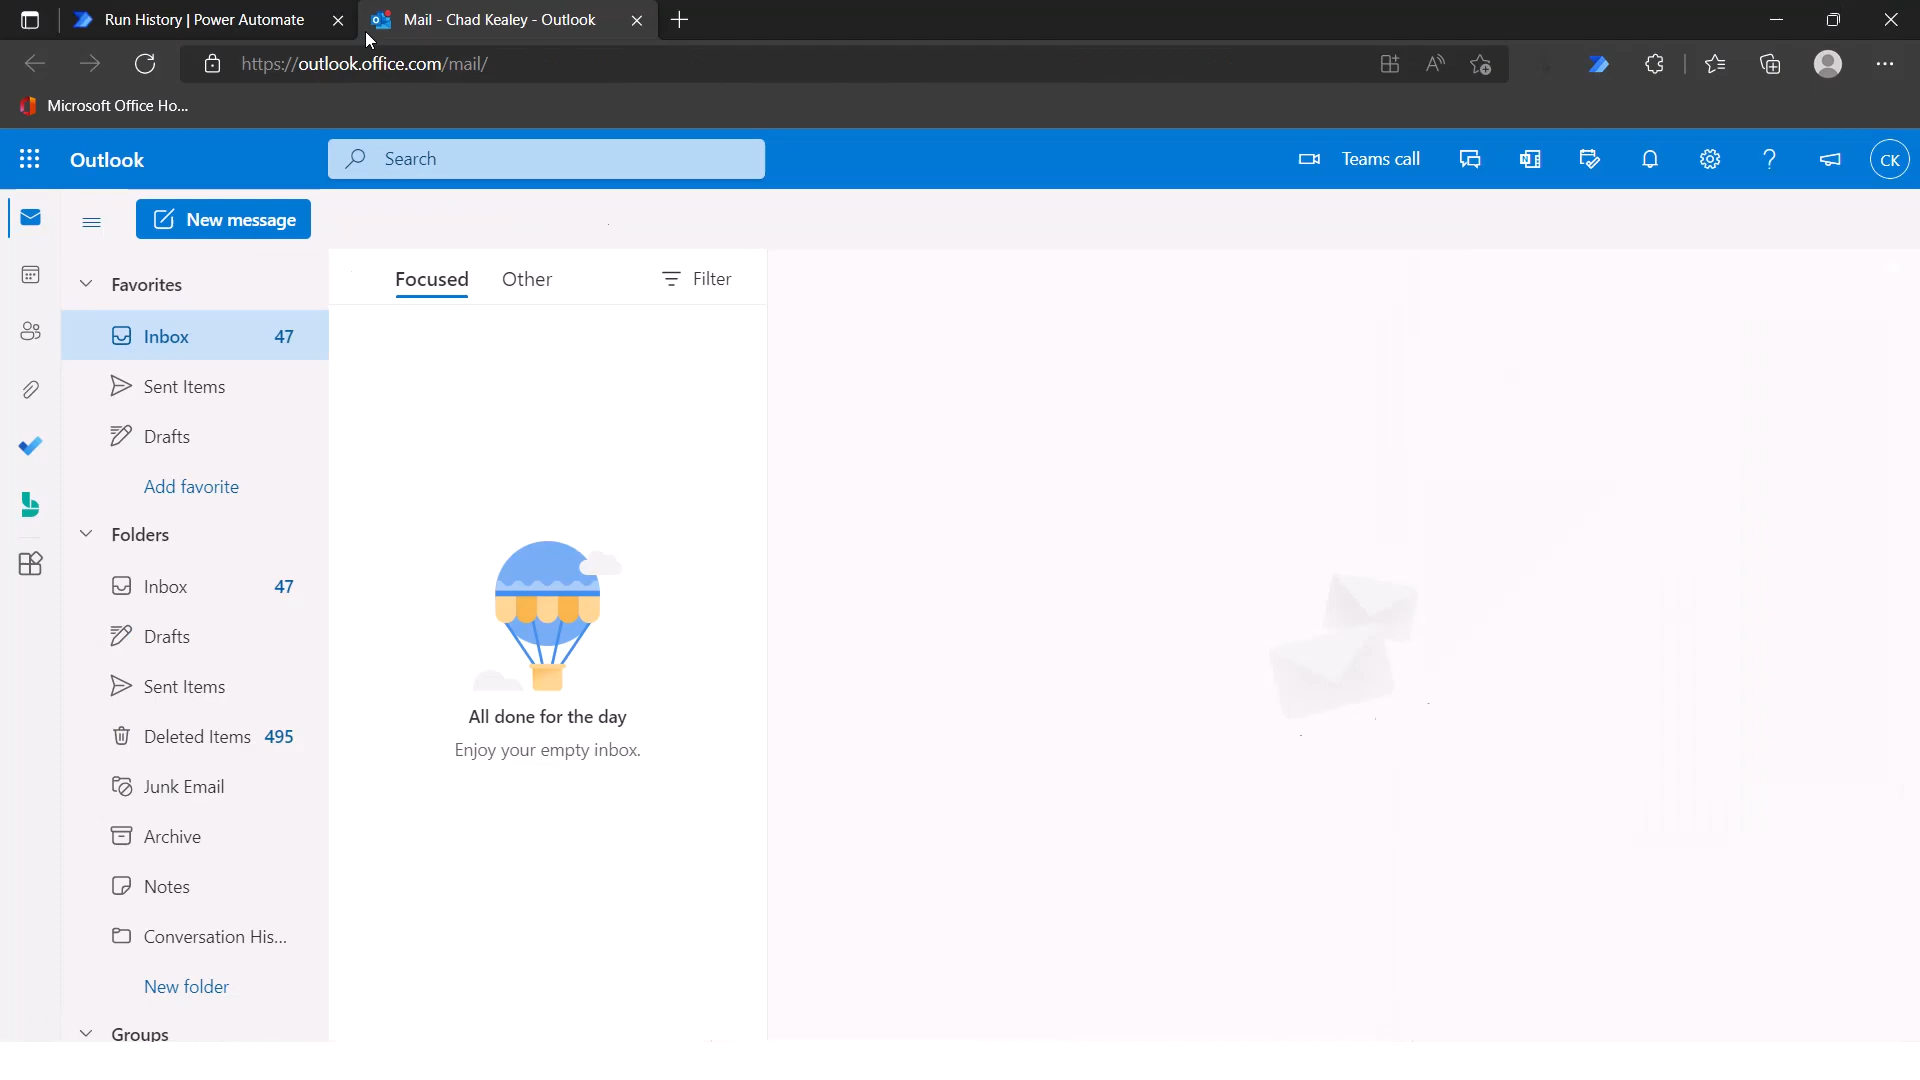 Run History | Power Automate
Mail - Chad Kealey - Outlook
https://outlook.office.com/mail/
Microsoft Office Ho...
Outlook
Search
Teams call
CK
New message
Favorites
Inbox 47
Sent Items
Drafts
Add favorite
Folders
Inbox 47
Drafts
Sent Items
Deleted Items 495
Junk Email
Archive
Notes
Conversation His...
New folder
Groups
Focused Other Filter
All done for the day
Enjoy your empty inbox.